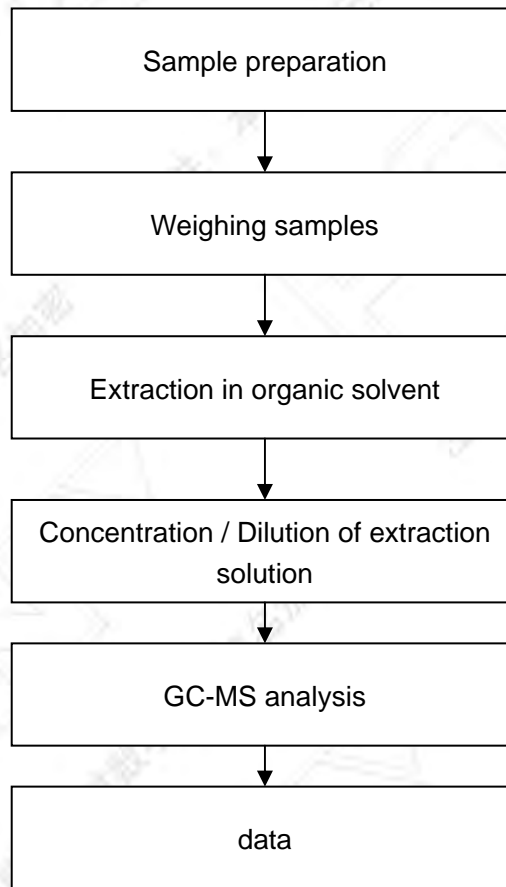 Sample preparation
Weighing samples
Extraction in organic solvent
Concentration / Dilution of extraction
solution
GC-MS analysis
data